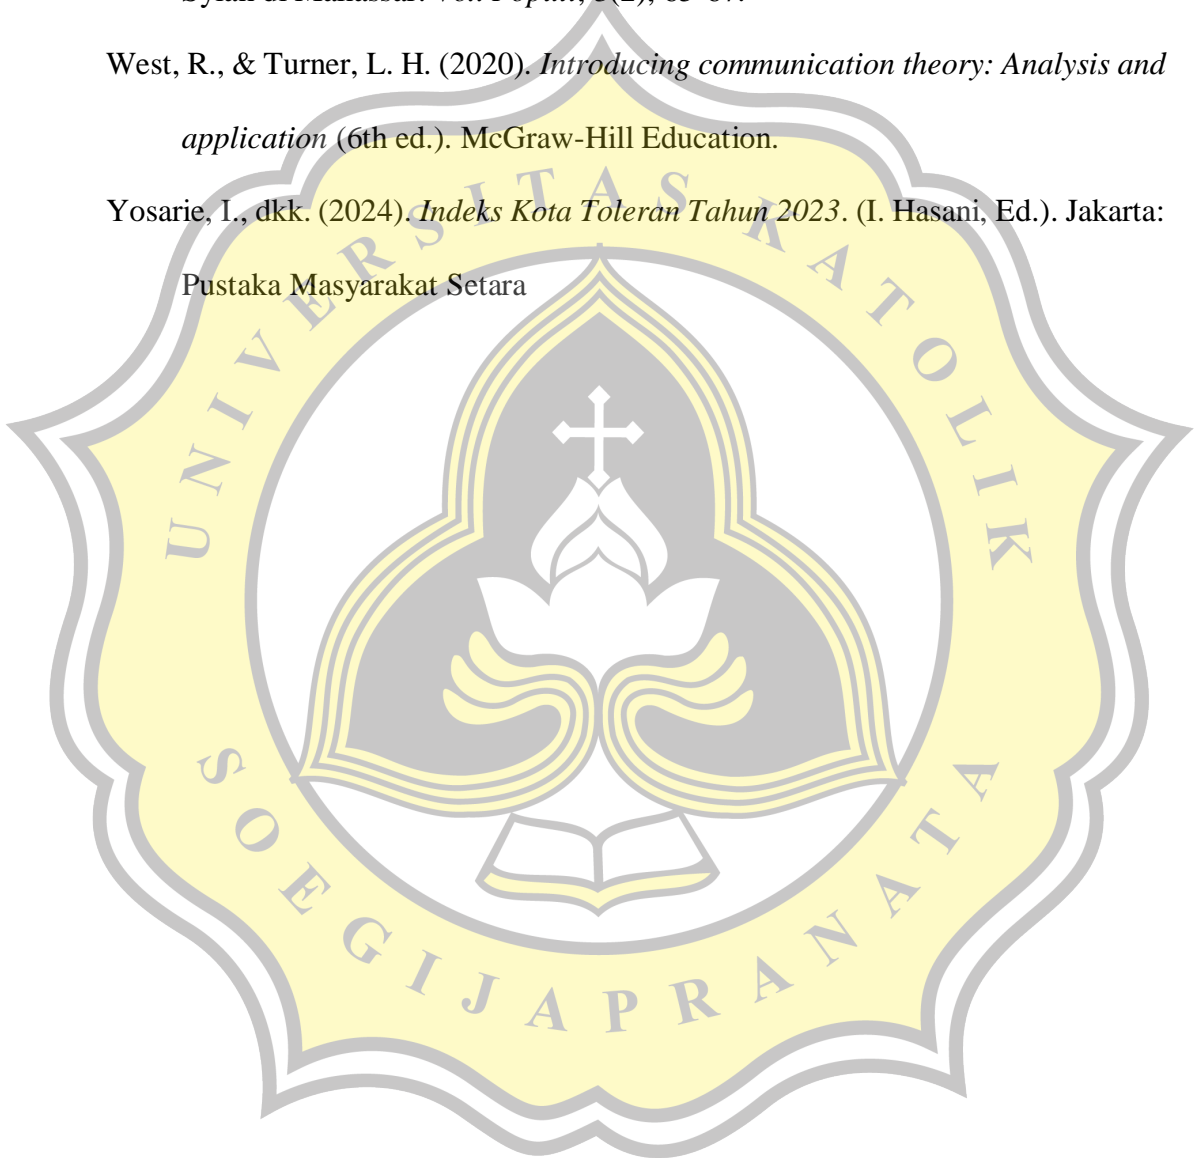 West, R., & Turner, L. H. (2020). Introducing communication theory: Analysis and
application (6th ed.). McGraw-Hill Education.
Yosarie, I., dkk. (2024). Indeks Kota Toleran Tahun 2023. (I. Hasani, Ed.). Jakarta:
Pustaka Masyarakat Setara
UNIVERSITAS KATOLIK
SOEGIJAPRANATA